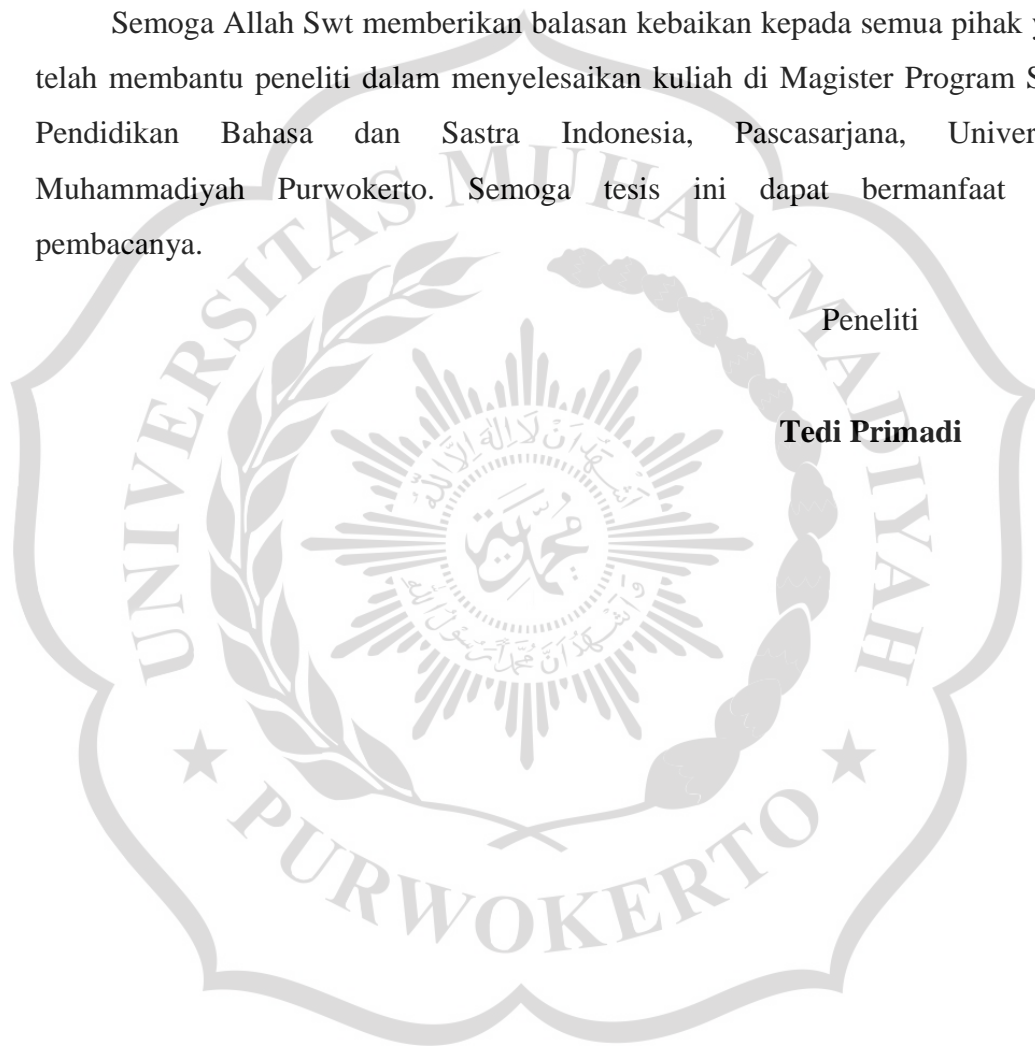 Semoga Allah Swt memberikan balasan kebaikan kepada semua pihak
telah membantu peneliti dalam menyelesaikan kuliah di Magister Program
Pendidikan Bahasa dan Sastra Indonesia, Pascasarjana, Univer
Muhammadiyah Purwokerto. Semoga tesis ini dapat bermanfaat
pembacanya.
Peneliti
Tedi Primadi
UNIVERSITAS MUHAMMADIYAH
★ PURWOKERTO ★